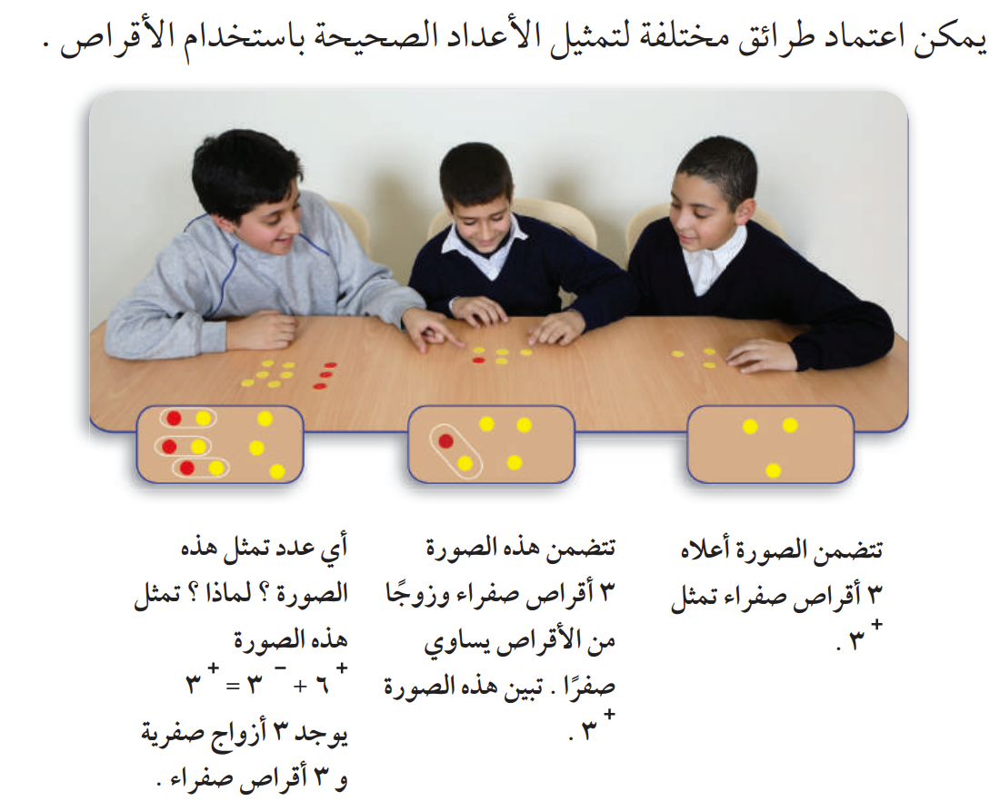 يمكن اعتماد طرائق مختلفة لتمثيل الأعداد الصحيحة باستخدام الأقراص .
تتضمن الصورة أعلاه
٣ أقراص صفراء تمثل
+٣ .
تتضمن هذه الصورة
٣ أقراص صفراء وزوجًا
من الأقراص يساوي
صفرًا . تبين هذه الصورة
+٣ .
أي عدد تمثل هذه
الصورة ؟ لماذا ؟ تمثل
هذه الصورة
+٦ + −٣ = +٣
يوجد ٣ أزواج صفرية
و ٣ أقراص صفراء .